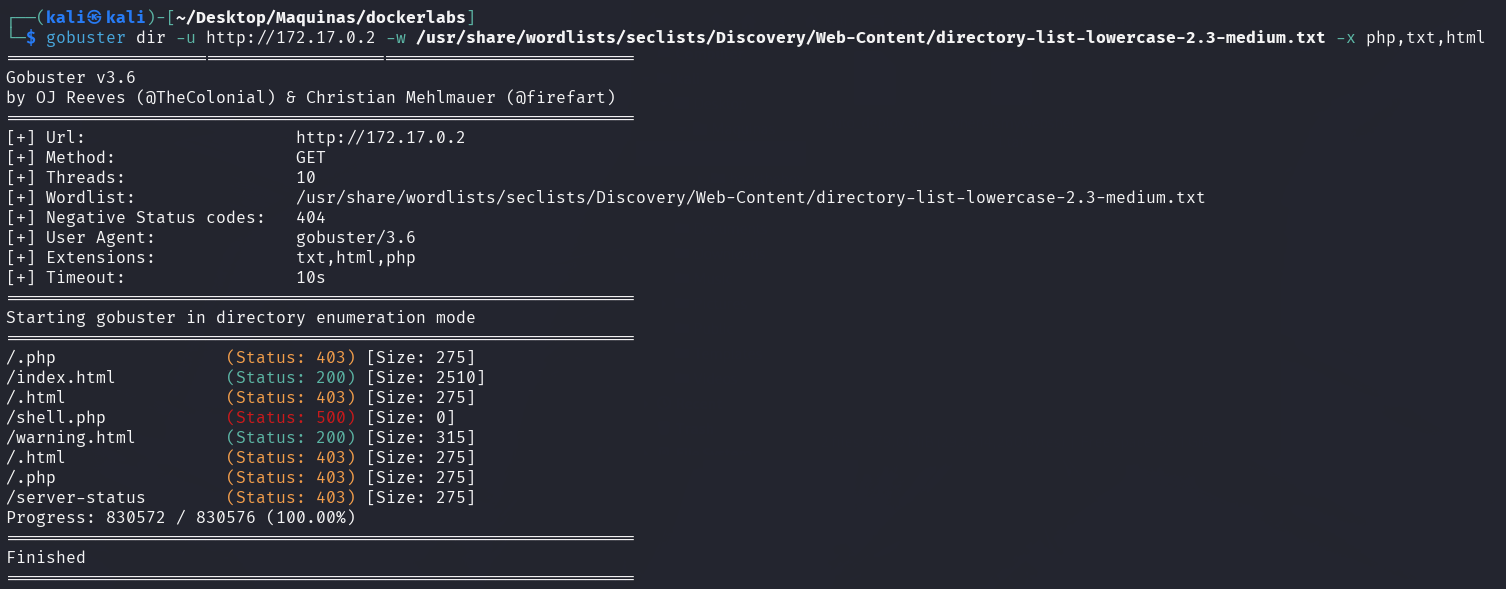 ┌──(kali㉿kali)-[~/Desktop/Maquinas/dockerlabs]
└─$ gobuster dir -u http://172.17.0.2 -w /usr/share/wordlists/seclists/Discovery/Web-Content/directory-list-lowercase-2.3-medium.txt -x php,txt,html
===============================================================
Gobuster v3.6
by OJ Reeves (@TheColonial) & Christian Mehlmauer (@firefart)
===============================================================
[+] Url:                     http://172.17.0.2
[+] Method:                  GET
[+] Threads:                 10
[+] Wordlist:                /usr/share/wordlists/seclists/Discovery/Web-Content/directory-list-lowercase-2.3-medium.txt
[+] Negative Status codes:   404
[+] User Agent:              gobuster/3.6
[+] Extensions:              txt,html,php
[+] Timeout:                 10s
===============================================================
Starting gobuster in directory enumeration mode
===============================================================
/.php                 (Status: 403) [Size: 275]
/index.html           (Status: 200) [Size: 2510]
/.html                (Status: 403) [Size: 275]
/shell.php            (Status: 500) [Size: 0]
/warning.html         (Status: 200) [Size: 315]
/.html                (Status: 403) [Size: 275]
/.php                 (Status: 403) [Size: 275]
/server-status        (Status: 403) [Size: 275]
Progress: 830572 / 830576 (100.00%)
===============================================================
Finished
===============================================================